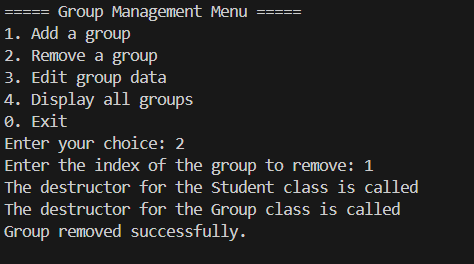 ===== Group Management Menu =====
1. Add a group
2. Remove a group
3. Edit group data
4. Display all groups
0. Exit
Enter your choice: 2
Enter the index of the group to remove: 1
The destructor for the Student class is called
The destructor for the Group class is called
Group removed successfully.